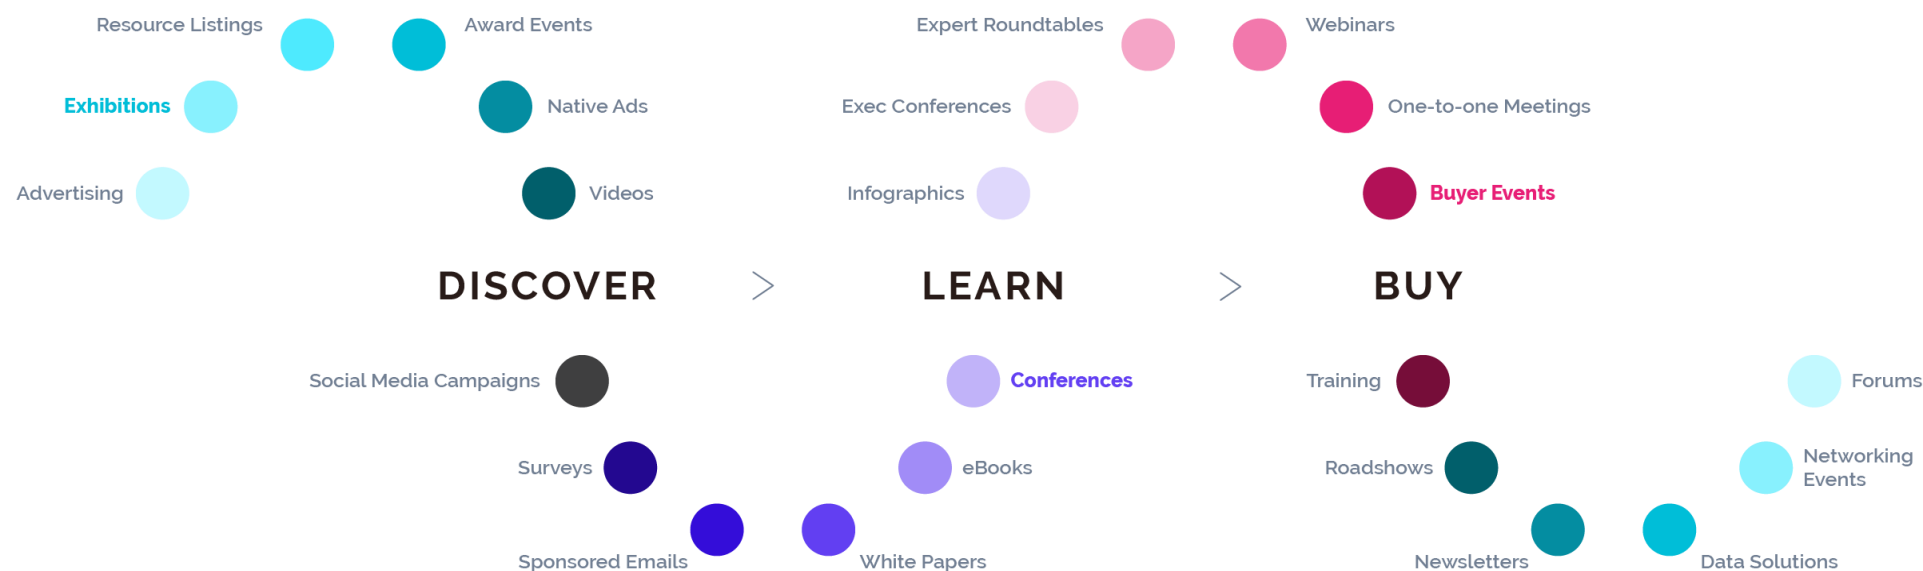 Resource Listings
Award Events
Expert Roundtables
Webinars
Exhibitions
Native Ads
Exec Conferences
One-to-one Meetings
Advertising
Videos
Infographics
Buyer Events
DISCOVER > LEARN > BUY
Social Media Campaigns
Conferences
Training
Forums
Surveys
eBooks
Roadshows
Networking
Events
Sponsored Emails
White Papers
Newsletters
Data Solutions